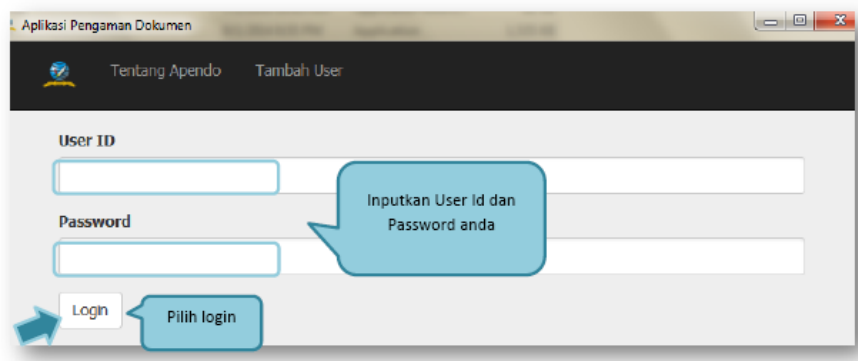 Aplikasi Pengaman Dokumen
Tentang Apendo Tambah User
User ID
Inputkan User Id dan
Password anda
Password
Login
Pilih login